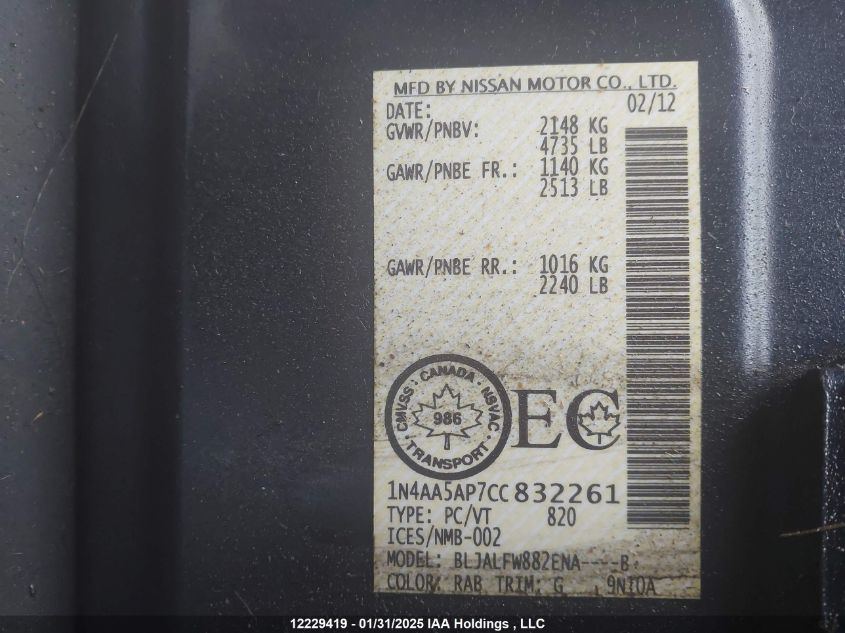 MFD BY NISSAN MOTOR CO., LTD.
DATE: 02/12
GVWR/PNBV: 2148 KG
4735 LB
GAWR/PNBE FR.: 1140 KG
2513 LB
GAWR/PNBE RR.: 1016 KG
2240 LB
CMVSS · CANADA · NSVAC
986
· TRANSPORT ·
EC
1N4AA5AP7CC832261
TYPE: PC/VT 820
ICES/NMB-002
MODEL: BLJALFW882ENA----B
COLOR: RAB TRIM: G , 9N10A
12229419 - 01/31/2025 IAA Holdings , LLC